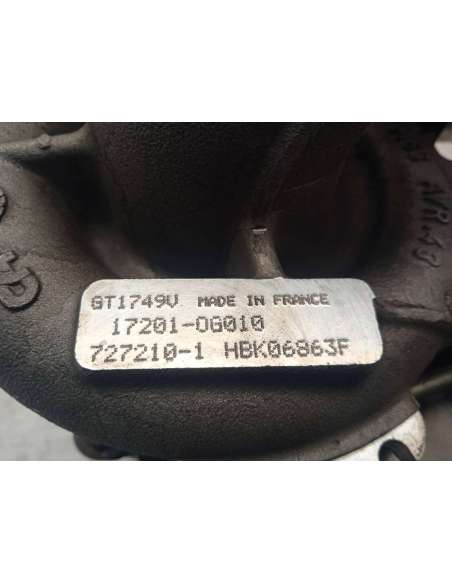 GT1749V MADE IN FRANCE
17201-0G010
727210-1 HBK06863F